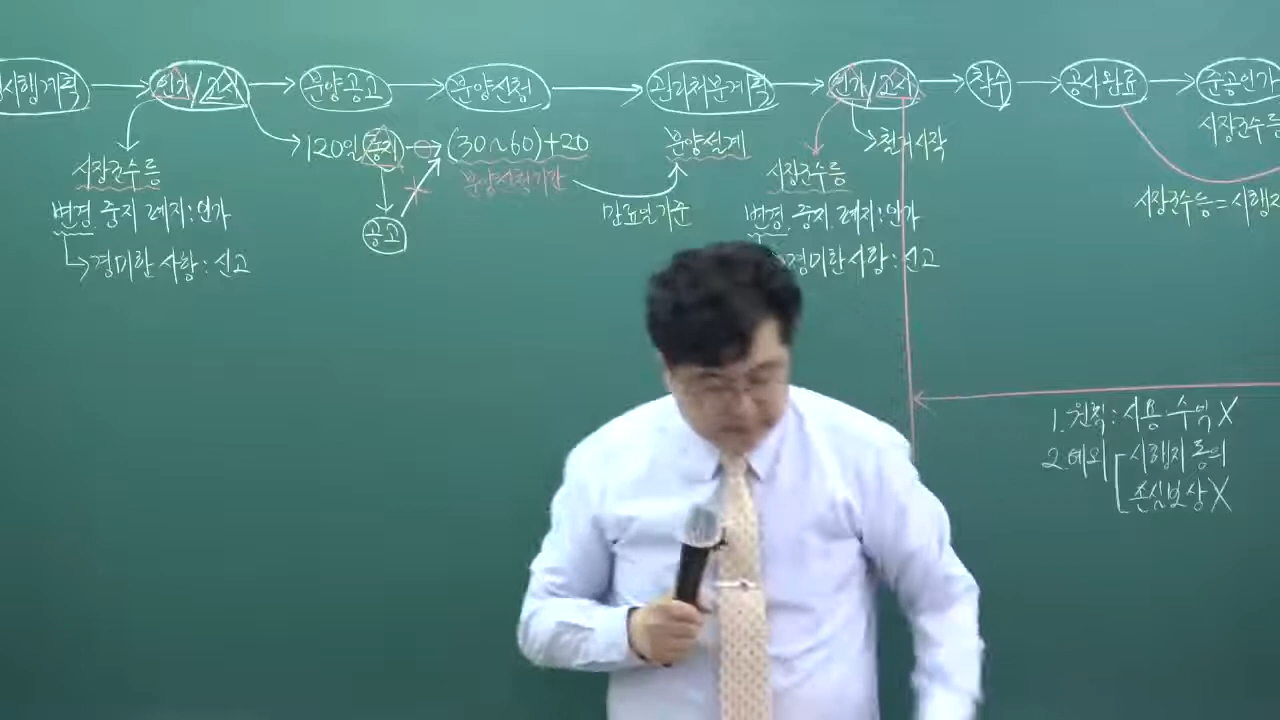 시행계획 → 인가/고시 → 분양공고 → 분양신청 → 관리처분계획 → 인가/고시 → 착수 → 공사완료 → 준공인가
120일(통지) → (30~60)+20
분양신청기간
공고
분양설계
만료일기준
철거시작
시장군수등
변경. 중지. 폐지: 인가
경미한 사항: 신고
시장군수등
변경. 중지. 폐지: 인가
경미한 사항: 신고
시장군수등
시장군수등=시행자
1. 원칙: 사용·수익 X
2. 예외 시행자 동의
손실보상 X